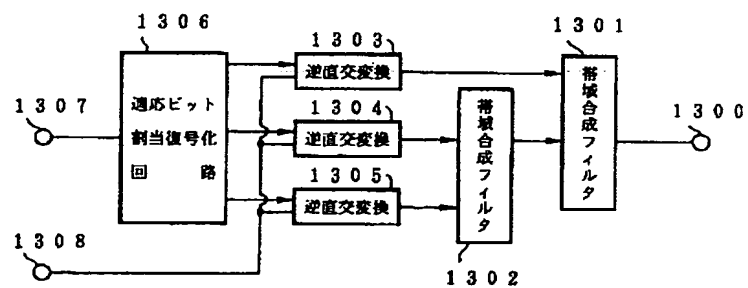 1306
1303
1301
逆直交変換
帯域合成フィルタ
1307
適応ビット
割当復号化
回 路
1304
逆直交変換
帯域合成フィルタ
1300
1305
逆直交変換
1308
1302